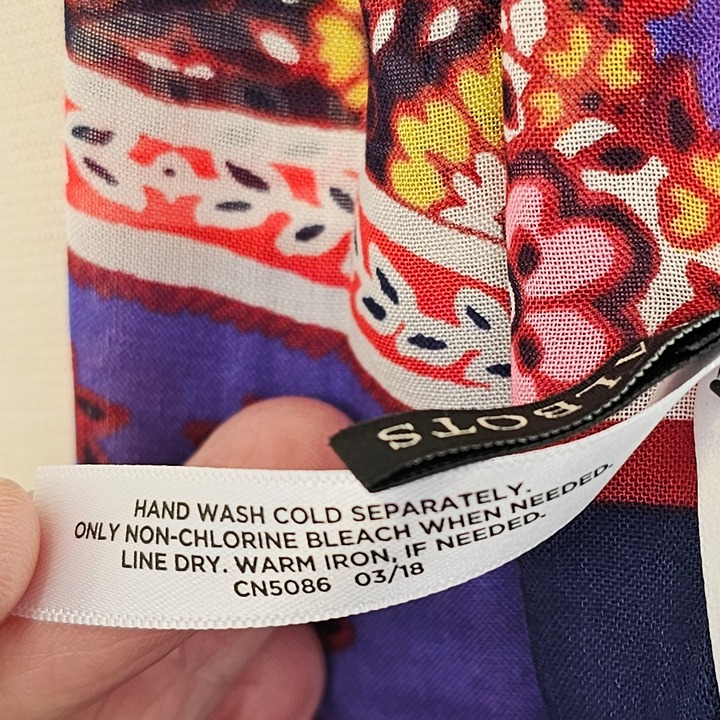 TALBOTS
HAND WASH COLD SEPARATELY.
ONLY NON-CHLORINE BLEACH WHEN NEEDED.
LINE DRY. WARM IRON, IF NEEDED.
CN5086 03/18